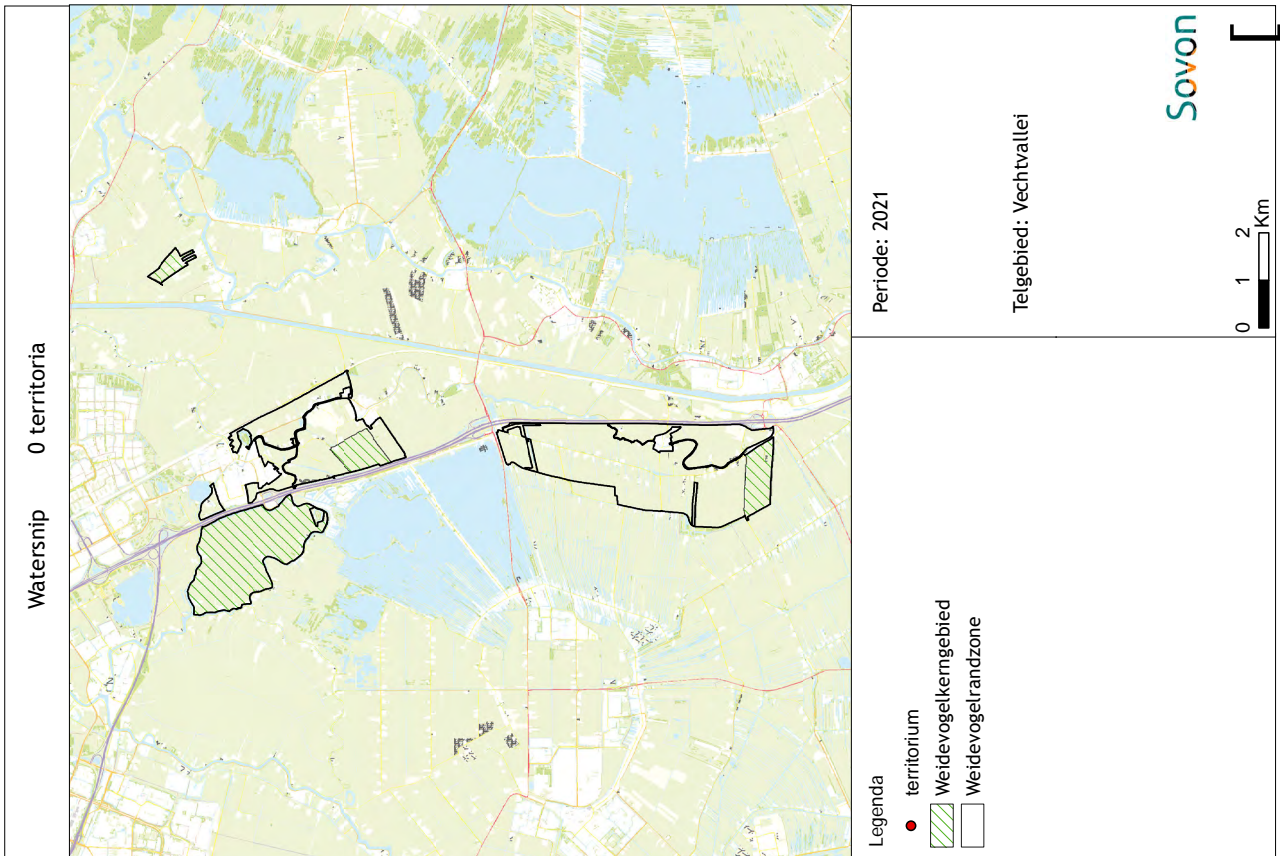 Watersnip 0 territoria
Legenda
territorium
Weidevogelkerngebied
Weidevogelrandzone
Periode: 2021
Telgebied: Vechtvallei
0 1 2
Km
Sovon